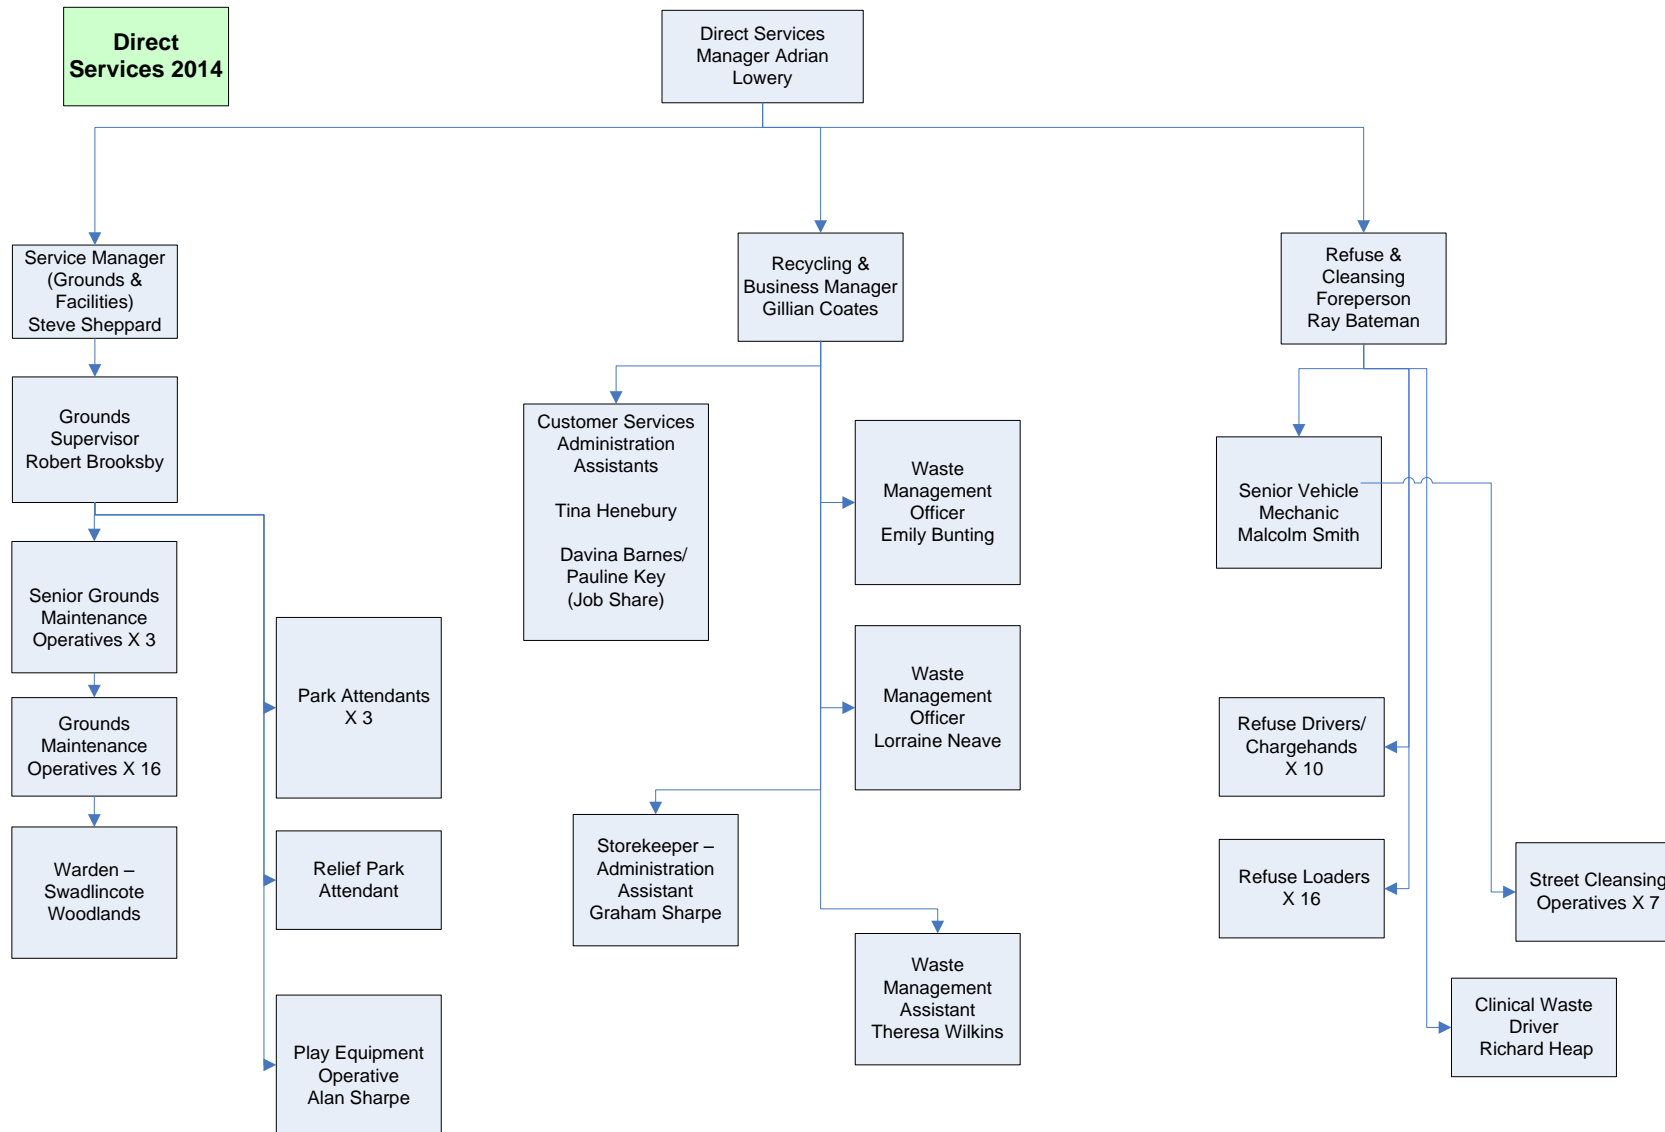 Direct
Services 2014
Direct Services
Manager Adrian
Lowery
Service Manager
(Grounds &
Facilities)
Steve Sheppard
Recycling &
Business Manager
Gillian Coates
Refuse &
Cleansing
Foreperson
Ray Bateman
Grounds
Supervisor
Robert Brooksby
Customer Services
Administration
Assistants
Tina Henebury
Davina Barnes/
Pauline Key
(Job Share)
Waste
Management
Officer
Emily Bunting
Senior Vehicle
Mechanic
Malcolm Smith
Senior Grounds
Maintenance
Operatives X 3
Park Attendants
X 3
Waste
Management
Officer
Lorraine Neave
Grounds
Maintenance
Operatives X 16
Refuse Drivers/
Chargehands
X 10
Warden –
Swadlincote
Woodlands
Relief Park
Attendant
Storekeeper –
Administration
Assistant
Graham Sharpe
Refuse Loaders
X 16
Street Cleansing
Operatives X 7
Waste
Management
Assistant
Theresa Wilkins
Clinical Waste
Driver
Richard Heap
Play Equipment
Operative
Alan Sharpe